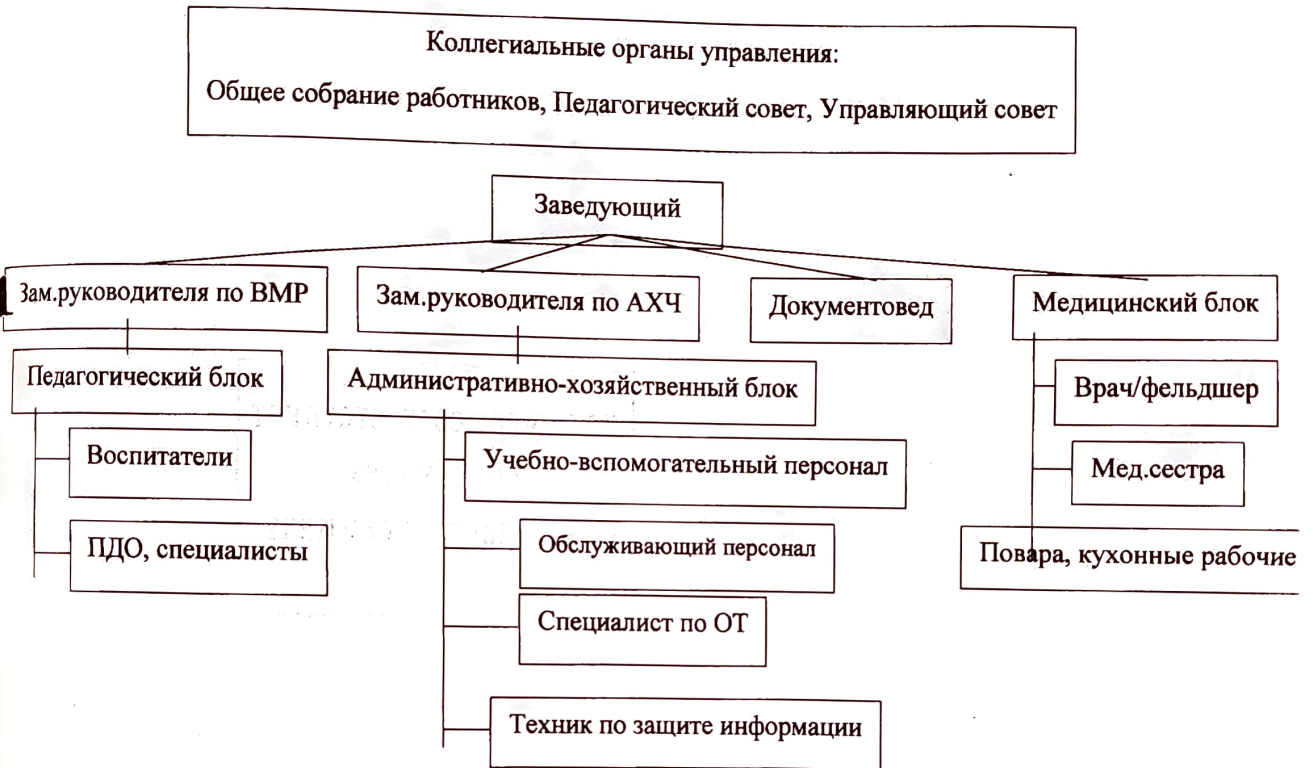 Коллегиальные органы управления:
Общее собрание работников, Педагогический совет, Управляющий совет
Заведующий
Зам.руководителя по ВМР
Зам.руководителя по АХЧ
Документовед
Медицинский блок
Педагогический блок
Административно-хозяйственный блок
Врач/фельдшер
Воспитатели
Учебно-вспомогательный персонал
Мед.сестра
ПДО, специалисты
Обслуживающий персонал
Повара, кухонные рабочие
Специалист по ОТ
Техник по защите информации